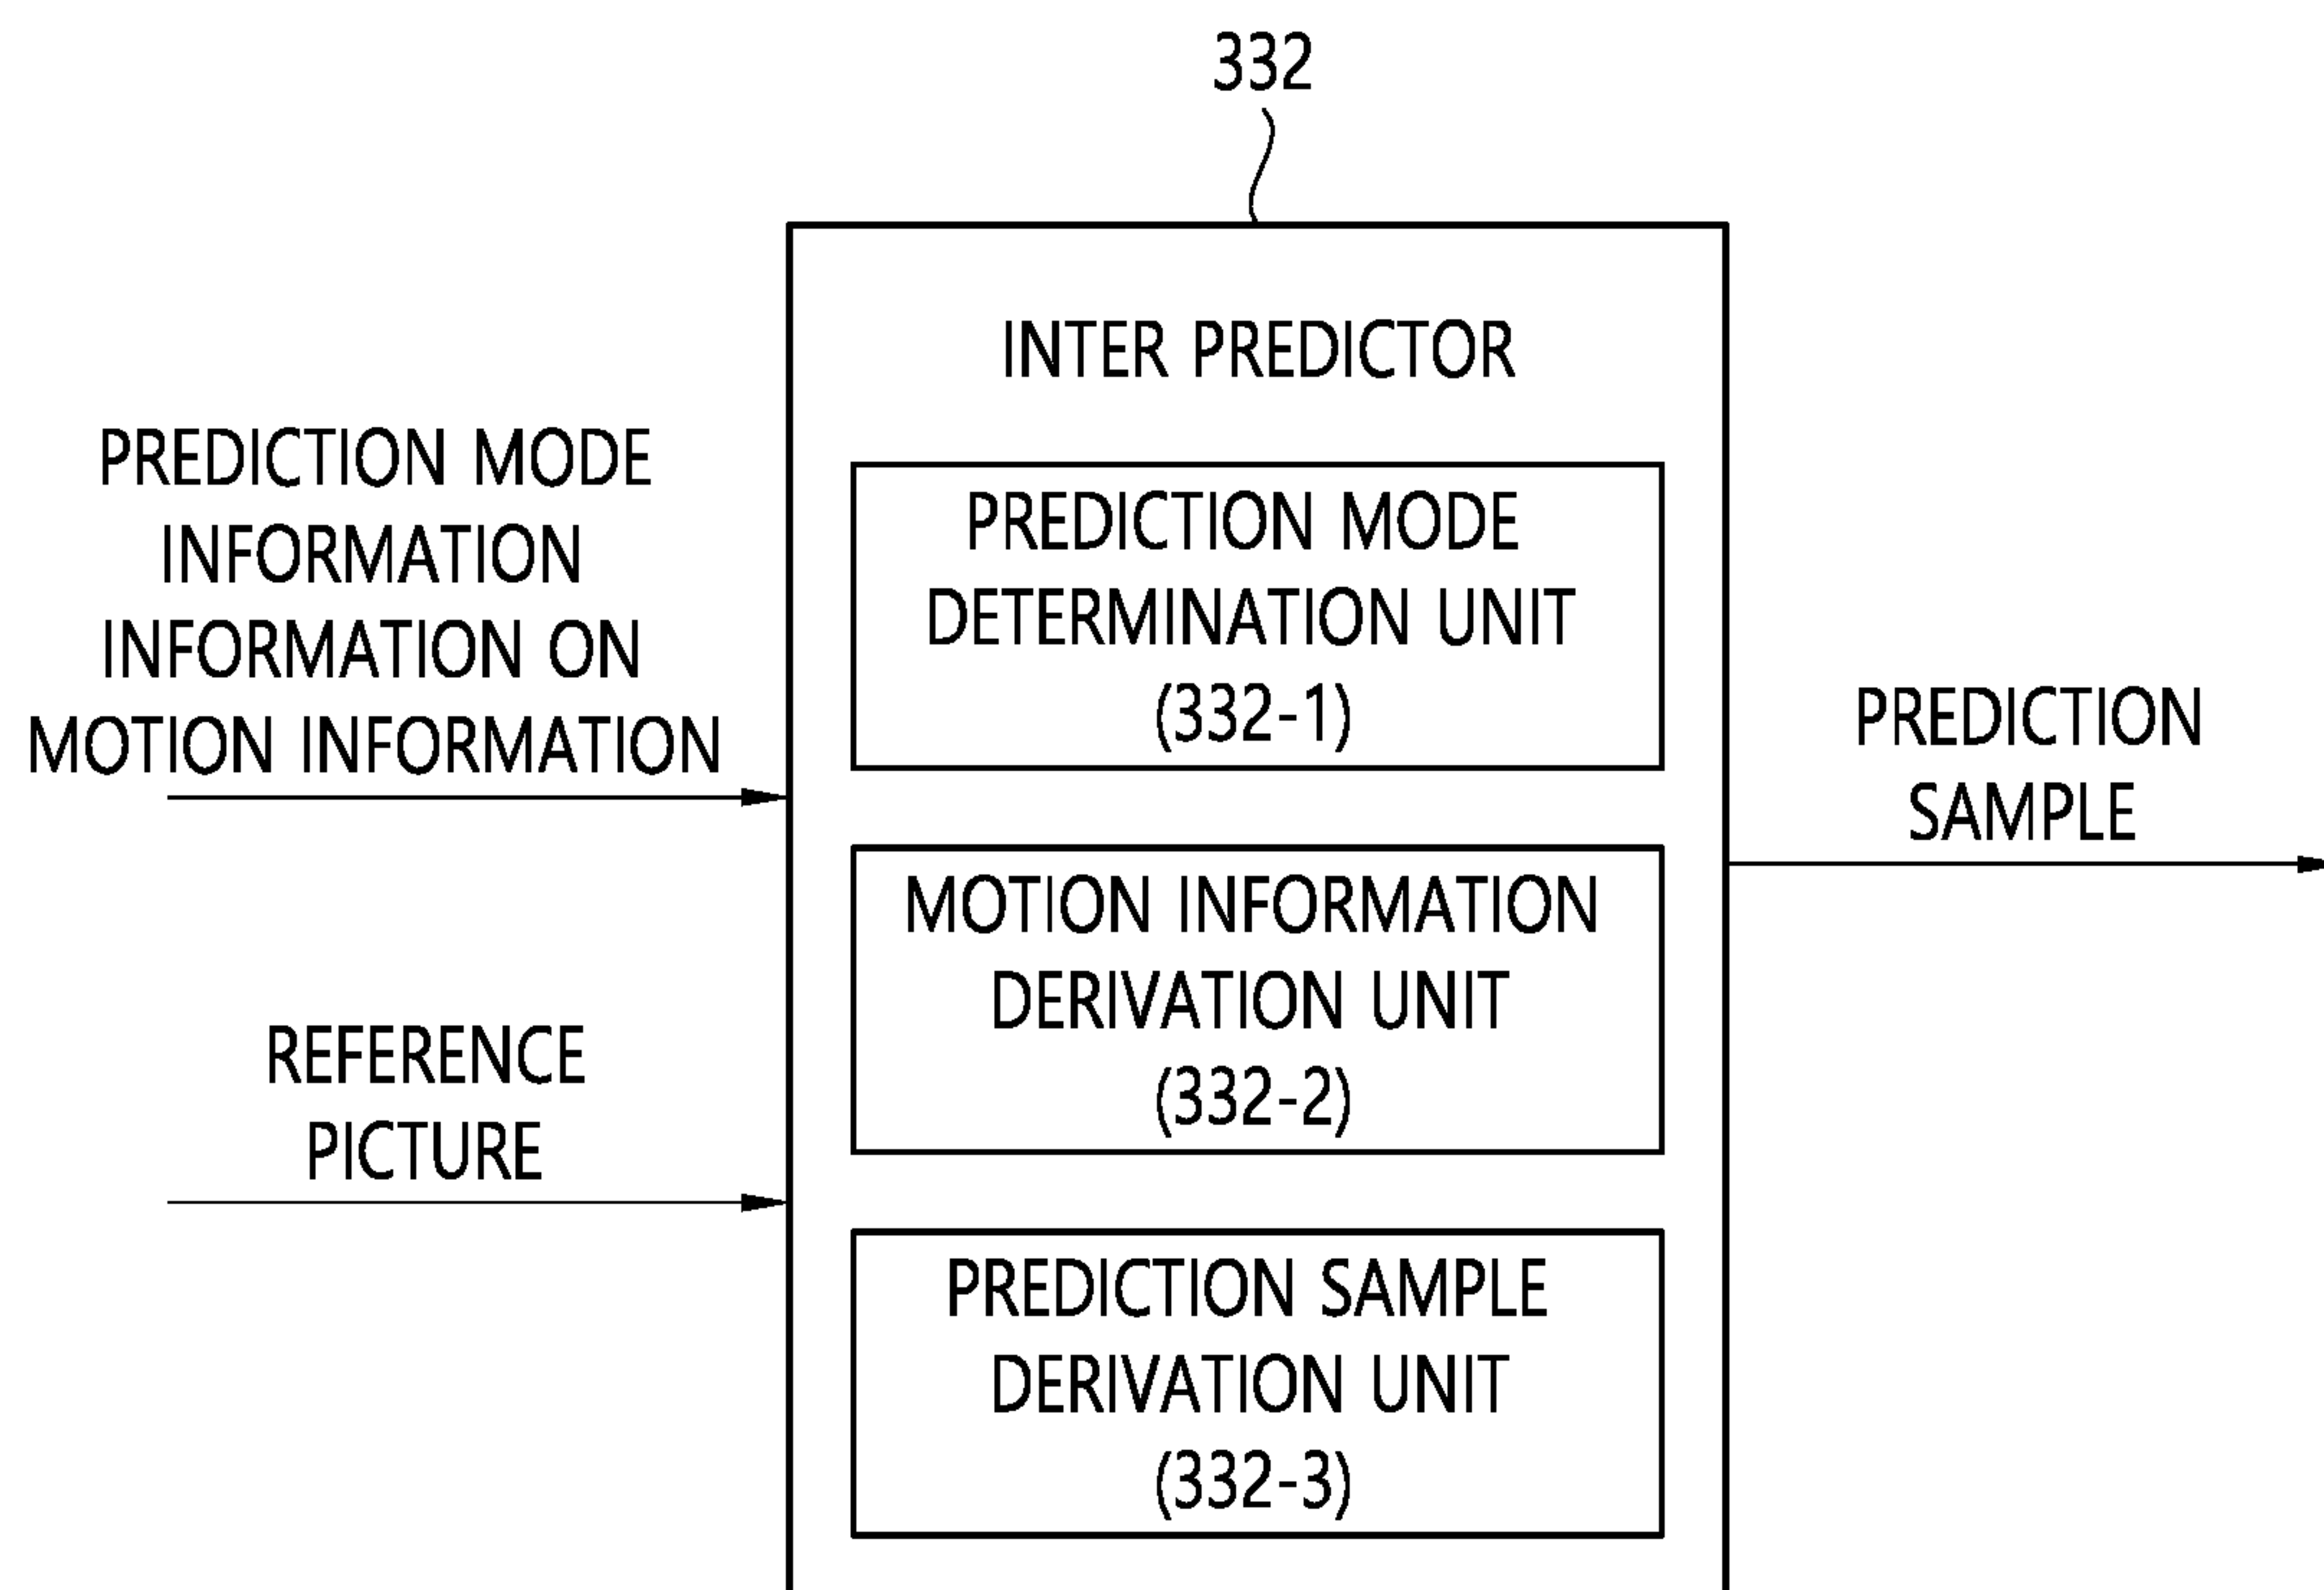 332
INTER PREDICTOR
PREDICTION MODE
INFORMATION
INFORMATION ON
MOTION INFORMATION
REFERENCE
PICTURE
PREDICTION MODE
DETERMINATION UNIT
(332-1)
MOTION INFORMATION
DERIVATION UNIT
(332-2)
PREDICTION SAMPLE
DERIVATION UNIT
(332-3)
PREDICTION
SAMPLE